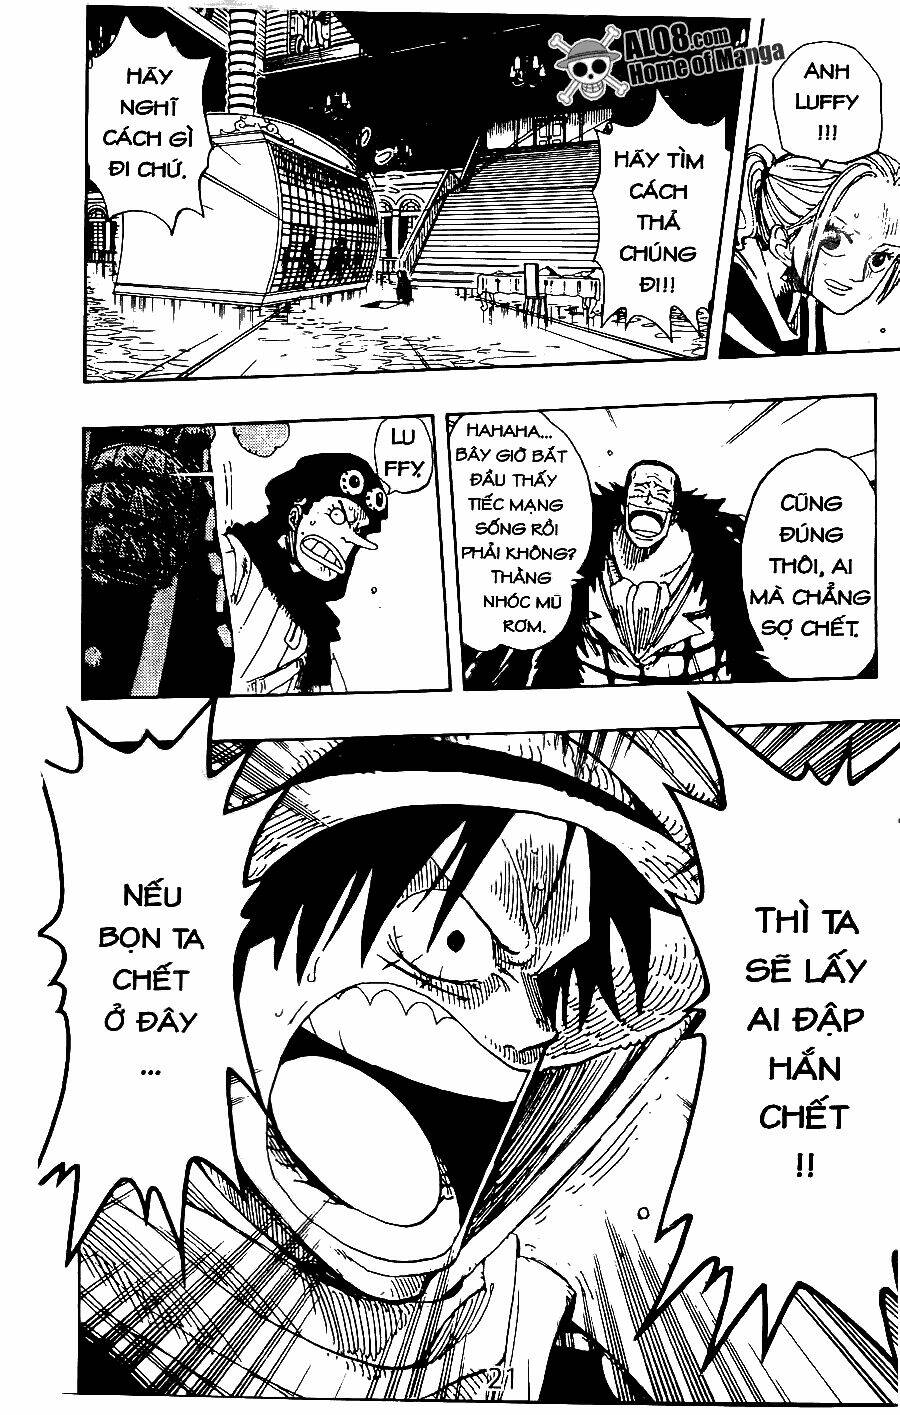 AL08.com
Home of Manga
HÃY
NGHĨ
CÁCH GÌ
ĐI CHỨ.
HÃY TÌM
CÁCH
THẢ
CHÚNG
ĐI!!!
ANH
LUFFY
!!!
LU
FFY.
HAHAHA...
BÂY GIỜ BẮT
ĐẦU THẤY
TIẾC MẠNG
SỐNG RỒI
PHẢI KHÔNG?
THẰNG
NHÓC MŨ
RƠM.
CŨNG
ĐÚNG
THÔI, AI
MÀ CHẲNG
SỢ CHẾT.
NẾU
BỌN TA
CHẾT
Ở ĐÂY
...
THÌ TA
SẼ LẤY
AI ĐẬP
HẮN
CHẾT
!!
21